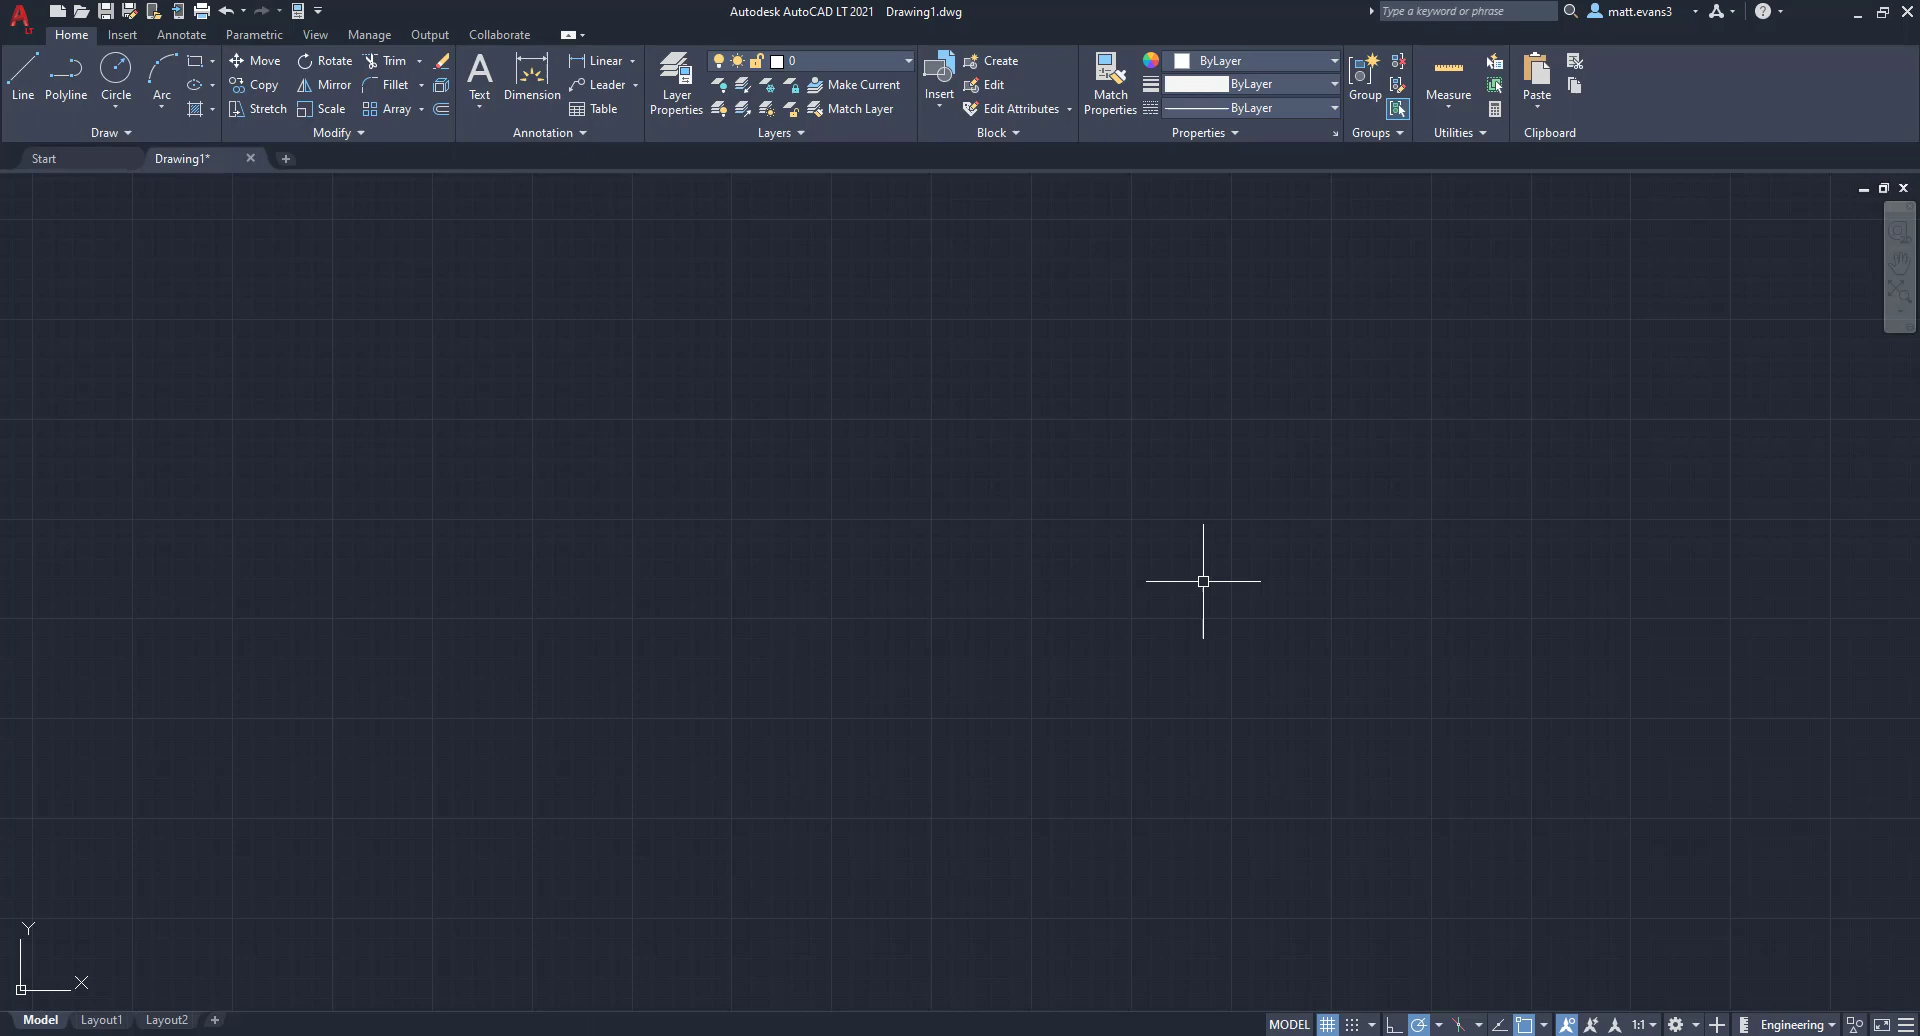 Autodesk AutoCAD LT 2021 Drawing1.dwg
Type a keyword or phrase
matt.evans3
A
LT
Home Insert Annotate Parametric View Manage Output Collaborate
Line
Polyline
Circle
Arc
Draw
Move Rotate Trim
Copy Mirror Fillet
Stretch Scale Array
Modify
A
Text
Dimension
Linear
Leader
Table
Annotation
Layer
Properties
0
Make Current
Match Layer
Layers
Insert
Create
Edit
Edit Attributes
Block
Match
Properties
ByLayer
ByLayer
ByLayer
Properties
Group
Groups
Measure
Utilities
Paste
Clipboard
Start Drawing1*
Y
X
Model Layout1 Layout2
MODEL 1:1 Engineering